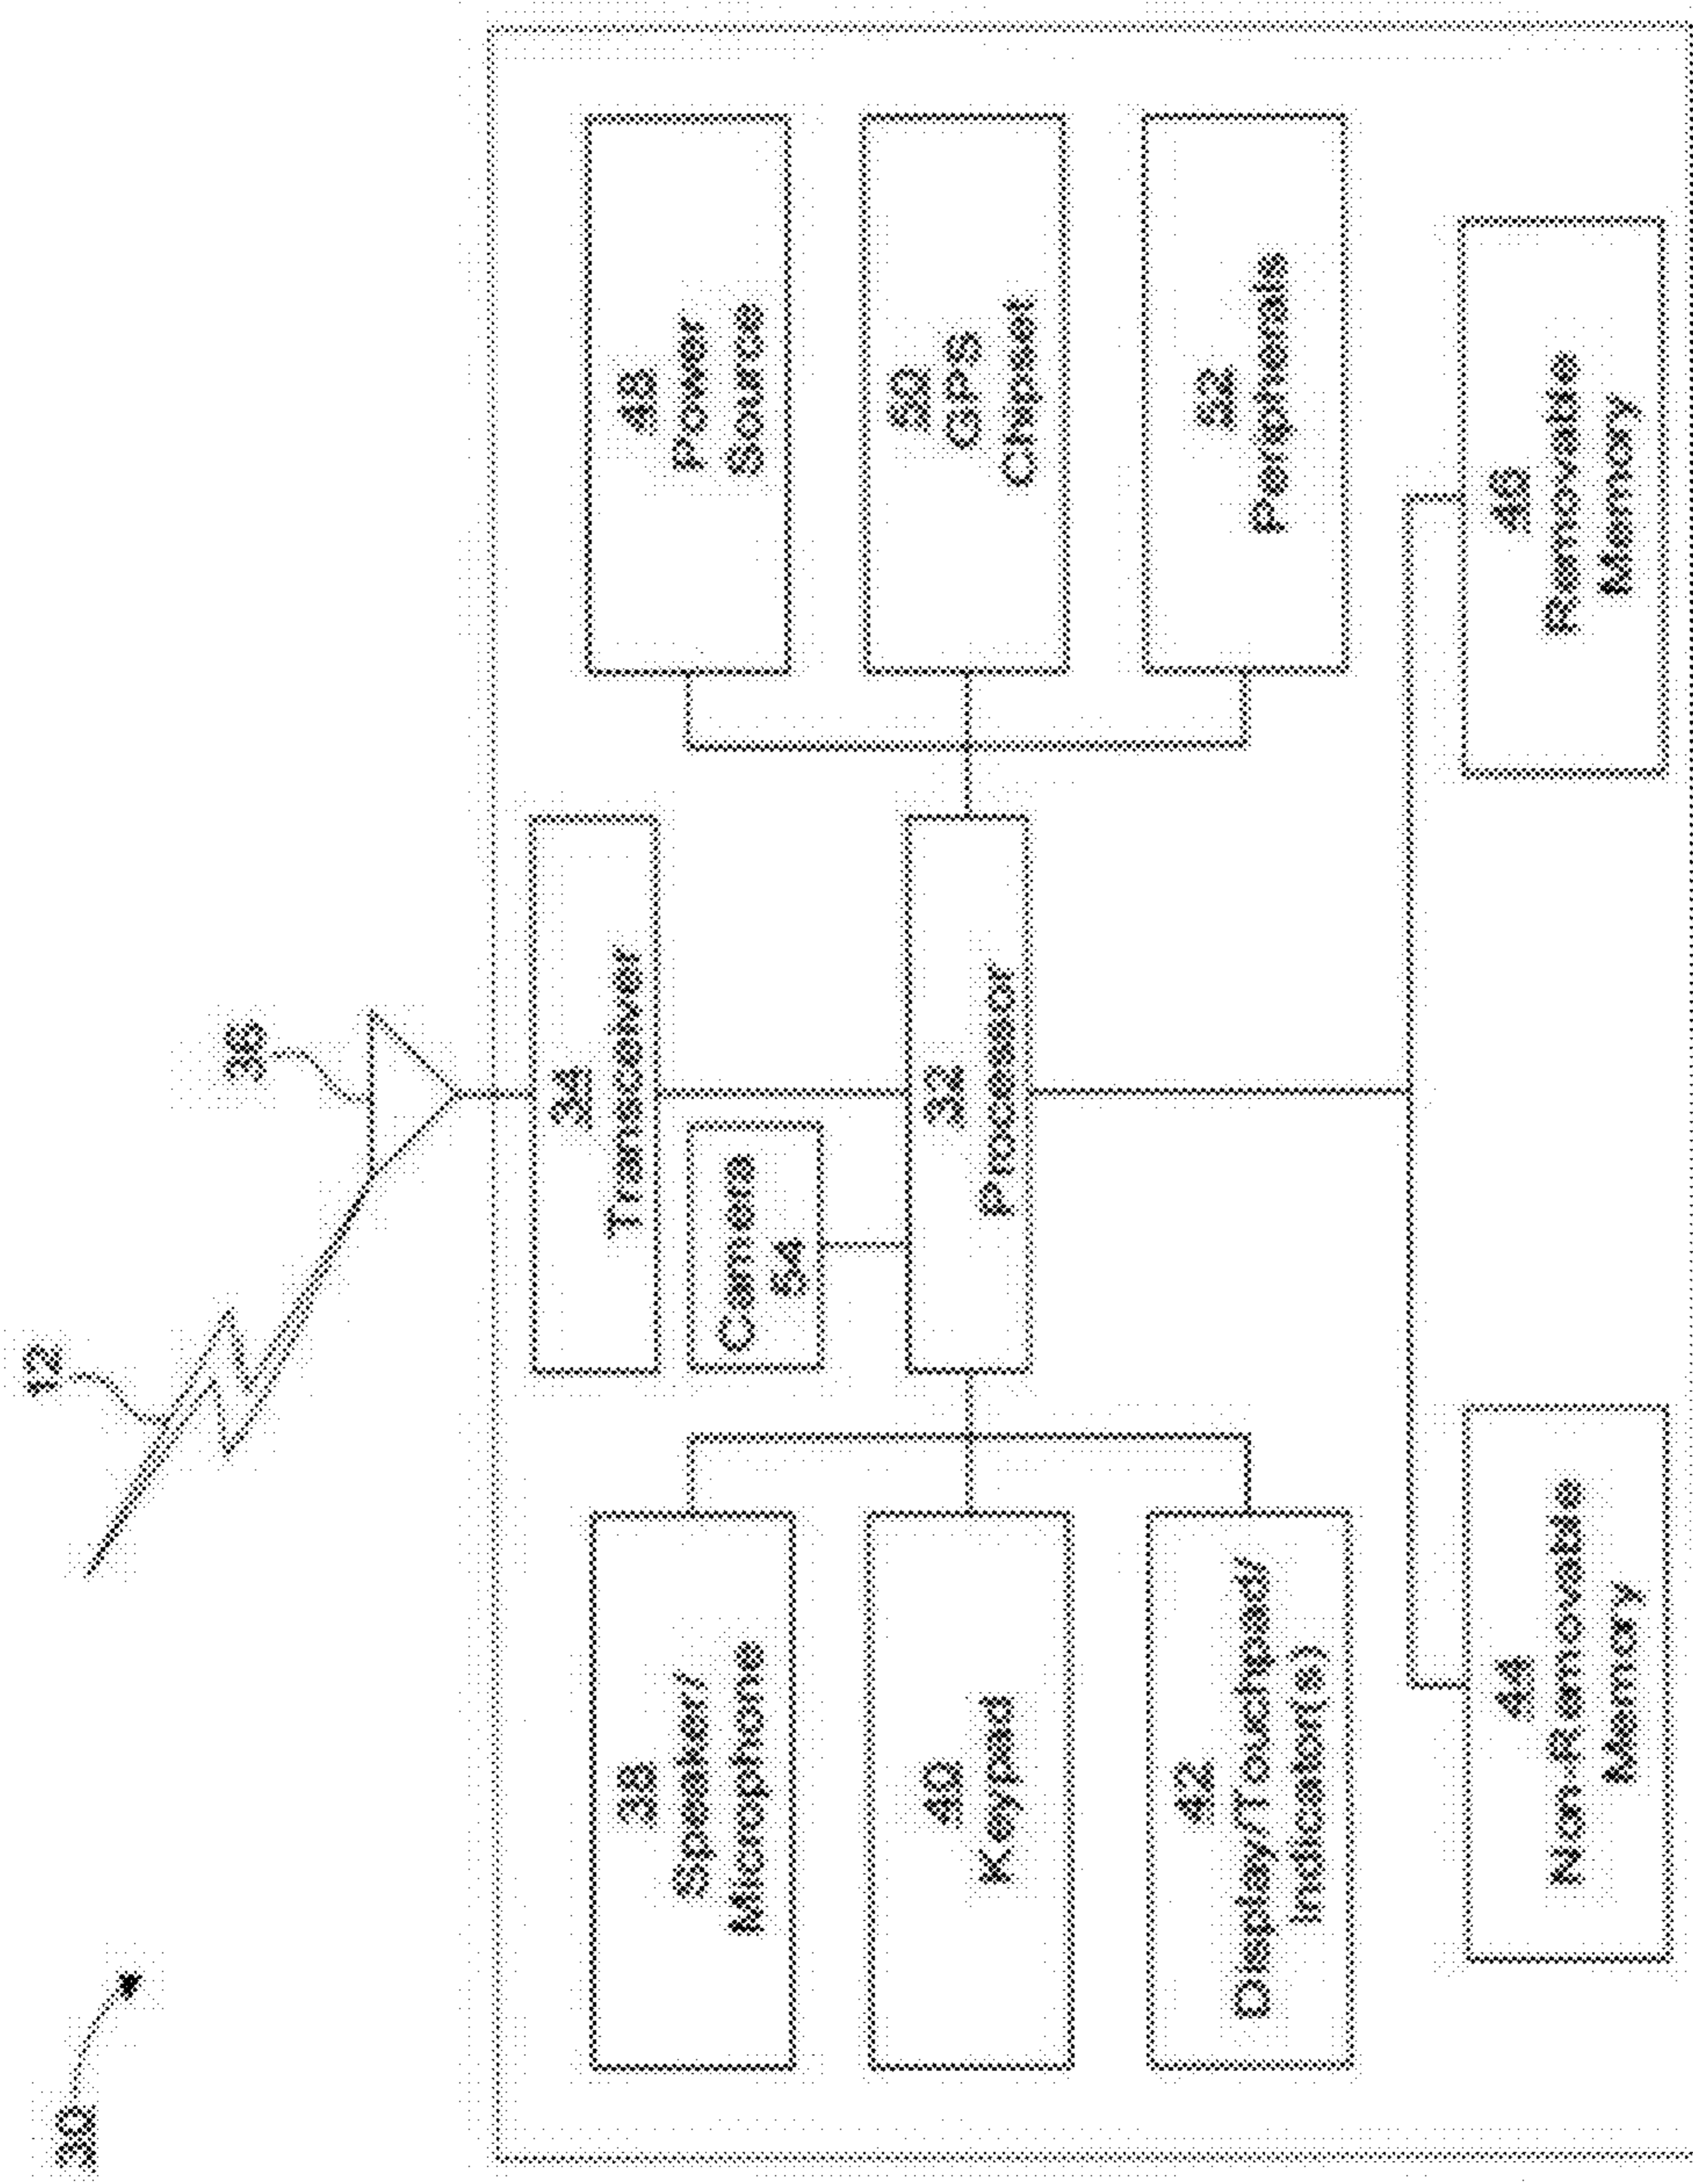 30
12
36
34
Transceiver
Camera
54
38
Speaker/
Microphone
48
Power
Source
40
Keypad
32
Processor
50
GPS
Chipset
42
Display/Touchpad/
Indicator(s)
52
Peripherals
44
Non-Removable
Memory
46
Removable
Memory